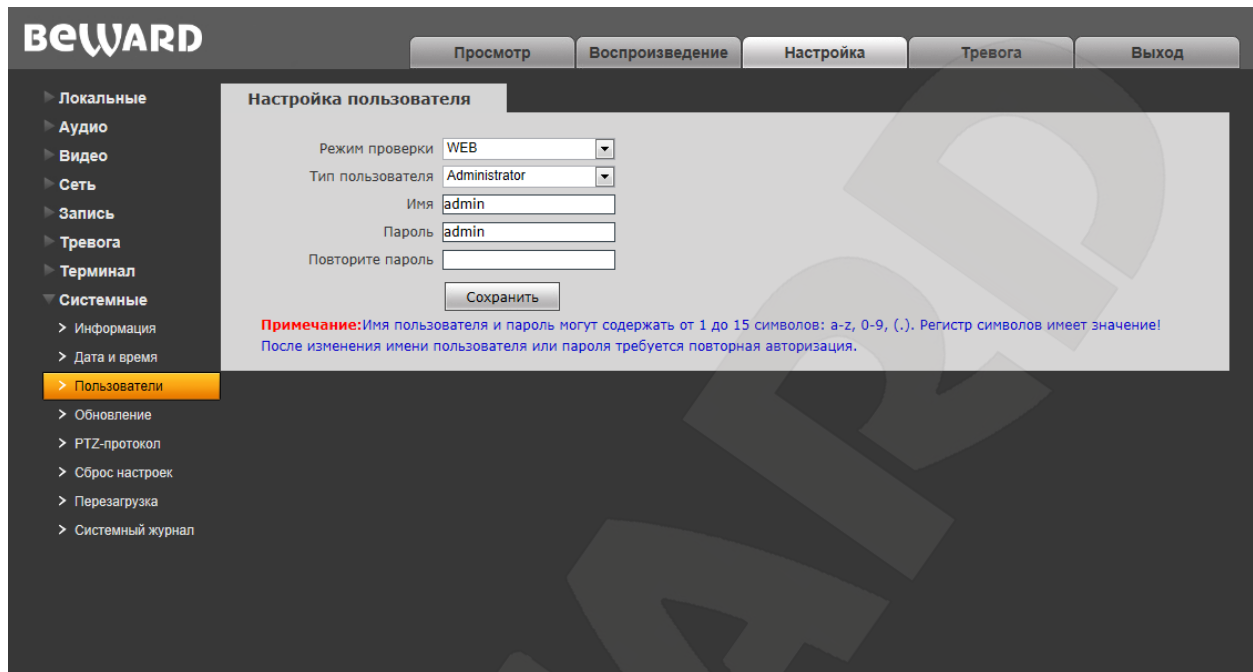 BEWARD
Просмотр Воспроизведение Настройка Тревога Выход
Локальные
Аудио
Видео
Сеть
Запись
Тревога
Терминал
Системные
> Информация
> Дата и время
> Пользователи
> Обновление
> PTZ-протокол
> Сброс настроек
> Перезагрузка
> Системный журнал
Настройка пользователя
Режим проверки WEB
Тип пользователя Administrator
Имя admin
Пароль admin
Повторите пароль
Сохранить
Примечание:Имя пользователя и пароль могут содержать от 1 до 15 символов: a-z, 0-9, (.). Регистр символов имеет значение!
После изменения имени пользователя или пароля требуется повторная авторизация.